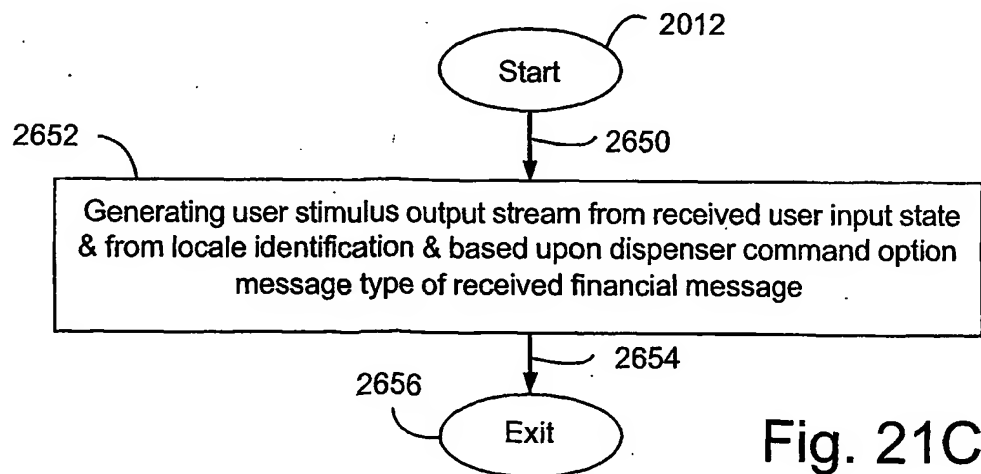 2012
Start
2652
2650
Generating user stimulus output stream from received user input state
& from locale identification & based upon dispenser command option
message type of received financial message
2654
2656
Exit
Fig. 21C